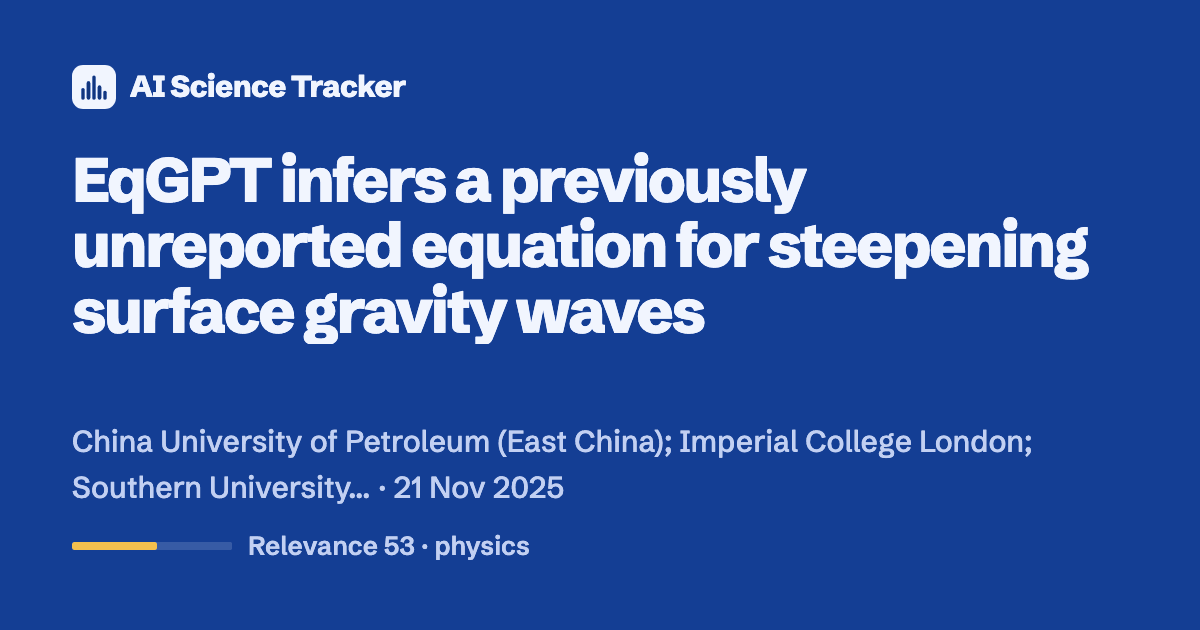 AI Science Tracker
EqGPT infers a previously
unreported equation for steepening
surface gravity waves
China University of Petroleum (East China); Imperial College London;
Southern University... · 21 Nov 2025
Relevance 53 · physics